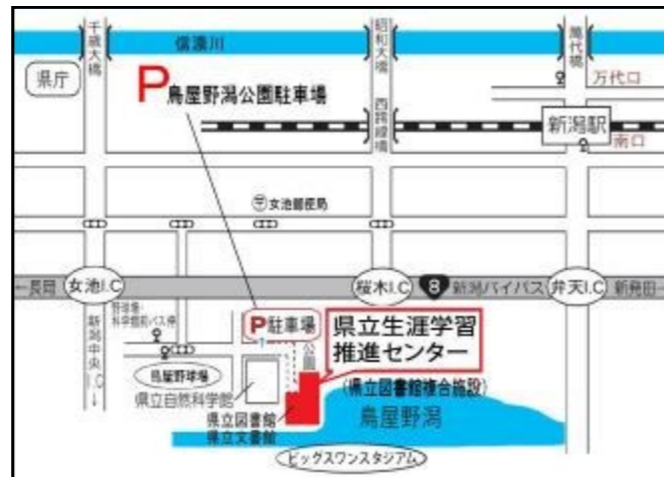 千歳大橋
昭和大橋
萬代橋
信濃川
県庁
P鳥屋野潟公園駐車場
万代口
西跨線橋
新潟駅
南口
〒女池郵便局
←長岡
女池I.C
桜木I.C
8
新潟バイパス
弁天I.C
新発田→
野球場・
科学館前バス停
P駐車場
公園
県立生涯学習
推進センター
新潟中央I.C→
鳥屋野球場
(県立図書館複合施設)
県立自然科学館
鳥屋野潟
県立図書館
県立文書館
ビッグスワンスタジアム